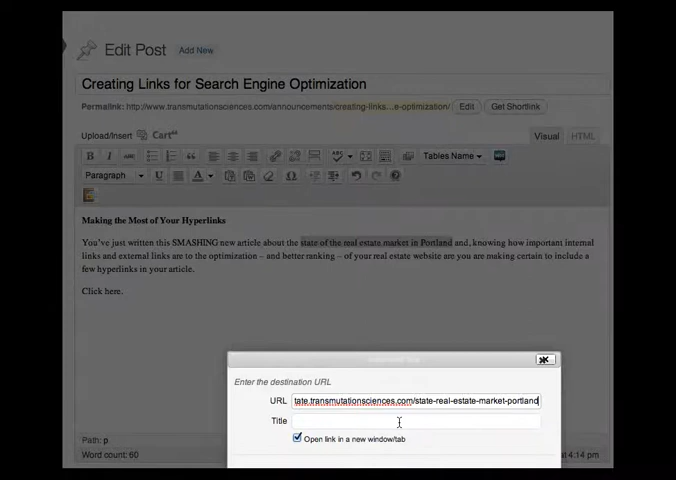 Edit Post Add New
Creating Links for Search Engine Optimization
Permalink: http://www.transmutationsciences.com/announcements/creating-links...e-optimization/ Edit Get Shortlink
Upload/Insert Cart66 Visual HTML
B I ABC ABC Tables Name
Paragraph U A Ω
Making the Most of Your Hyperlinks
You've just written this SMASHING new article about the state of the real estate market in Portland and, knowing how important internal
links and external links are to the optimization – and better ranking – of your real estate website are you are making certain to include a
few hyperlinks in your article.
Click here.
Enter the destination URL
URL tate.transmutationsciences.com/state-real-estate-market-portland
Title
Open link in a new window/tab
Path: p
Word count: 60 at 4:14 pm